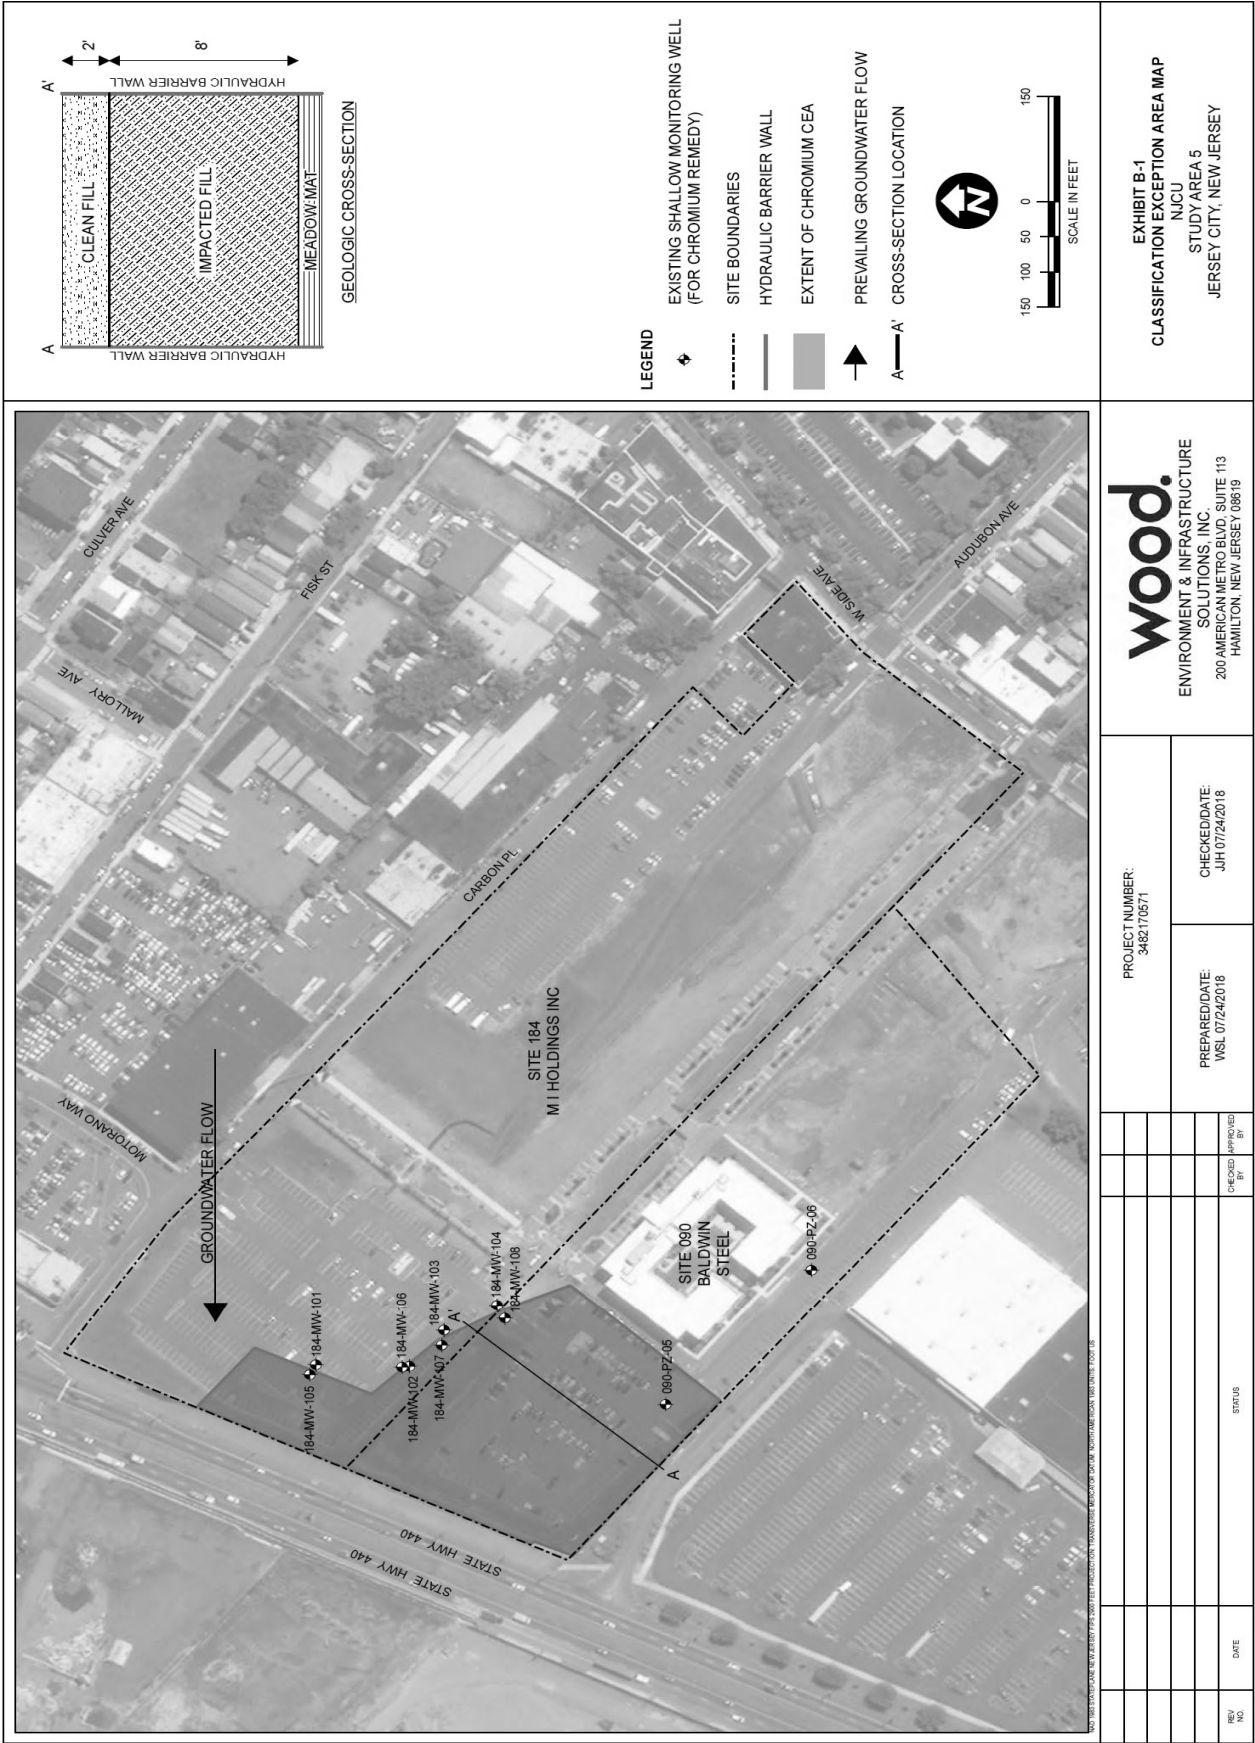 A
A'
2'
8'
HYDRAULIC BARRIER WALL
HYDRAULIC BARRIER WALL
CLEAN FILL
IMPACTED FILL
MEADOW MAT
GEOLOGIC CROSS-SECTION
LEGEND
EXISTING SHALLOW MONITORING WELL
(FOR CHROMIUM REMEDY)
SITE BOUNDARIES
HYDRAULIC BARRIER WALL
EXTENT OF CHROMIUM CEA
PREVAILING GROUNDWATER FLOW
A A' CROSS-SECTION LOCATION
N
150 100 50 0 150
SCALE IN FEET
CULVER AVE
MALLORY AVE
FISK ST
MOTORANO WAY
CARBON PL
W SIDE AVE
AUDUBON AVE
GROUNDWATER FLOW
STATE HWY 440
STATE HWY 440
SITE 184
M I HOLDINGS INC
SITE 090
BALDWIN
STEEL
184-MW-101
184-MW-105
184-MW-106
184-MW-102
184-MW-103
184-MW-107
184-MW-104
184-MW-108
A'
A
090-PZ-05
090-PZ-06
REV NO.
DATE
STATUS
CHECKED BY
APPROVED BY
PROJECT NUMBER:
3482170571
PREPARED/DATE:
WSL 07/24/2018
CHECKED/DATE:
JJH 07/24/2018
wood.
ENVIRONMENT & INFRASTRUCTURE
SOLUTIONS, INC.
200 AMERICAN METRO BLVD, SUITE 113
HAMILTON, NEW JERSEY 08619
EXHIBIT B-1
CLASSIFICATION EXCEPTION AREA MAP
NJCU
STUDY AREA 5
JERSEY CITY, NEW JERSEY